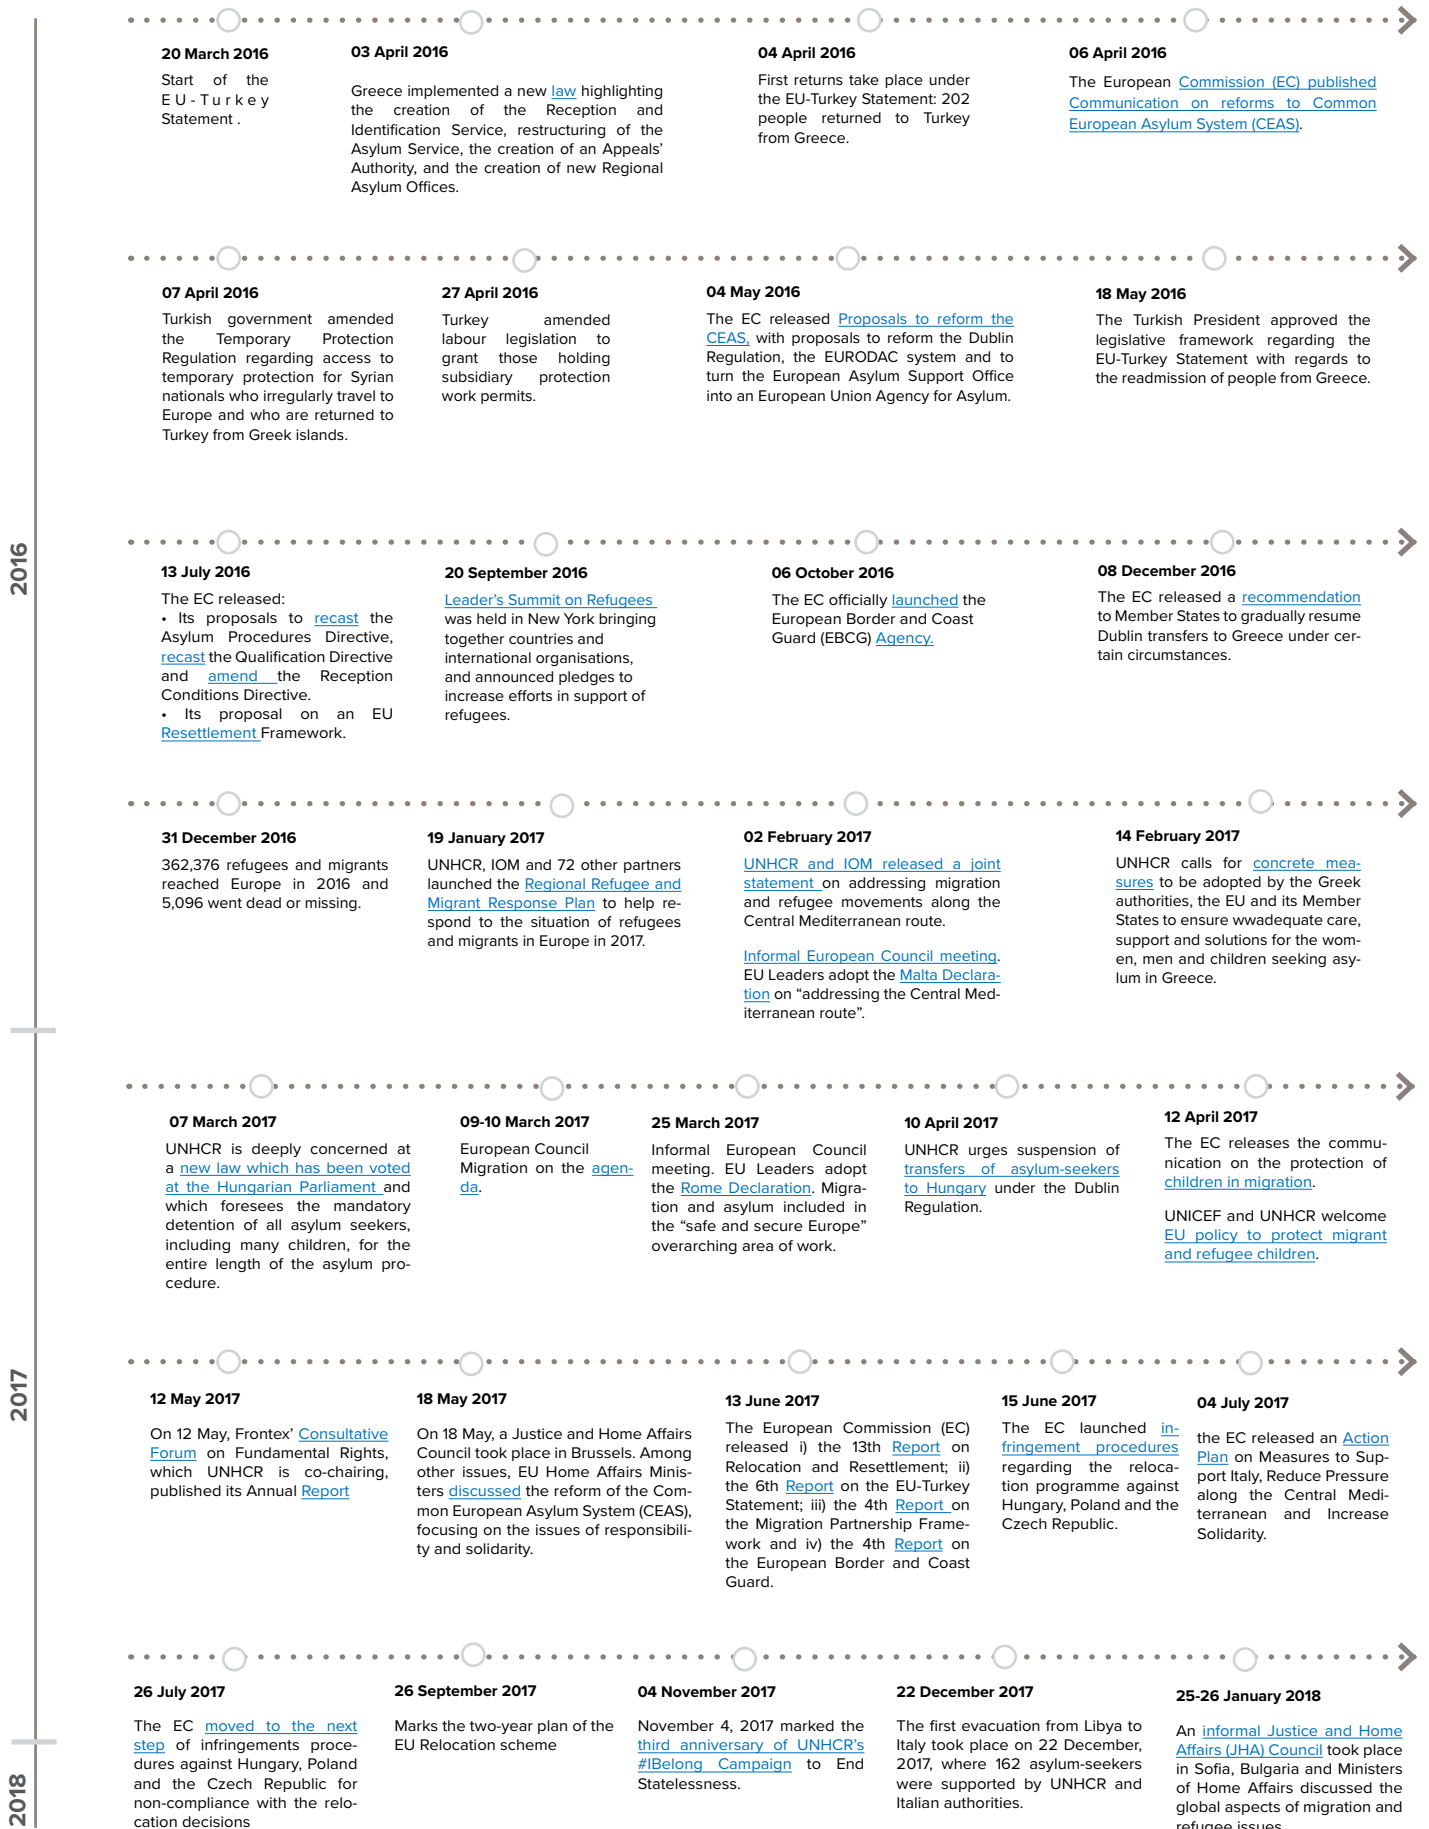 20 March 2016
Start of the
EU-Turkey
Statement .
03 April 2016
Greece implemented a new law highlighting
the creation of the Reception and
Identification Service, restructuring of the
Asylum Service, the creation of an Appeals’
Authority, and the creation of new Regional
Asylum Offices.
04 April 2016
First returns take place under
the EU-Turkey Statement: 202
people returned to Turkey
from Greece.
06 April 2016
The European Commission (EC) published
Communication on reforms to Common
European Asylum System (CEAS).
07 April 2016
Turkish government amended
the Temporary Protection
Regulation regarding access to
temporary protection for Syrian
nationals who irregularly travel to
Europe and who are returned to
Turkey from Greek islands.
27 April 2016
Turkey amended
labour legislation to
grant those holding
subsidiary protection
work permits.
04 May 2016
The EC released Proposals to reform the
CEAS, with proposals to reform the Dublin
Regulation, the EURODAC system and to
turn the European Asylum Support Office
into an European Union Agency for Asylum.
18 May 2016
The Turkish President approved the
legislative framework regarding the
EU-Turkey Statement with regards to
the readmission of people from Greece.
2016
13 July 2016
The EC released:
• Its proposals to recast the
Asylum Procedures Directive,
recast the Qualification Directive
and amend the Reception
Conditions Directive.
• Its proposal on an EU
Resettlement Framework.
20 September 2016
Leader’s Summit on Refugees
was held in New York bringing
together countries and
international organisations,
and announced pledges to
increase efforts in support of
refugees.
06 October 2016
The EC officially launched the
European Border and Coast
Guard (EBCG) Agency.
08 December 2016
The EC released a recommendation
to Member States to gradually resume
Dublin transfers to Greece under cer-
tain circumstances.
31 December 2016
362,376 refugees and migrants
reached Europe in 2016 and
5,096 went dead or missing.
19 January 2017
UNHCR, IOM and 72 other partners
launched the Regional Refugee and
Migrant Response Plan to help re-
spond to the situation of refugees
and migrants in Europe in 2017.
02 February 2017
UNHCR and IOM released a joint
statement on addressing migration
and refugee movements along the
Central Mediterranean route.
Informal European Council meeting.
EU Leaders adopt the Malta Declara-
tion on “addressing the Central Med-
iterranean route”.
14 February 2017
UNHCR calls for concrete mea-
sures to be adopted by the Greek
authorities, the EU and its Member
States to ensure wwadequate care,
support and solutions for the wom-
en, men and children seeking asy-
lum in Greece.
07 March 2017
UNHCR is deeply concerned at
a new law which has been voted
at the Hungarian Parliament and
which foresees the mandatory
detention of all asylum seekers,
including many children, for the
entire length of the asylum pro-
cedure.
09-10 March 2017
European Council
Migration on the agen-
da.
25 March 2017
Informal European Council
meeting. EU Leaders adopt
the Rome Declaration. Migra-
tion and asylum included in
the “safe and secure Europe”
overarching area of work.
10 April 2017
UNHCR urges suspension of
transfers of asylum-seekers
to Hungary under the Dublin
Regulation.
12 April 2017
The EC releases the commu-
nication on the protection of
children in migration.
UNICEF and UNHCR welcome
EU policy to protect migrant
and refugee children.
2017
12 May 2017
On 12 May, Frontex’ Consultative
Forum on Fundamental Rights,
which UNHCR is co-chairing,
published its Annual Report
18 May 2017
On 18 May, a Justice and Home Affairs
Council took place in Brussels. Among
other issues, EU Home Affairs Minis-
ters discussed the reform of the Com-
mon European Asylum System (CEAS),
focusing on the issues of responsibili-
ty and solidarity.
13 June 2017
The European Commission (EC)
released i) the 13th Report on
Relocation and Resettlement; ii)
the 6th Report on the EU-Turkey
Statement; iii) the 4th Report on
the Migration Partnership Frame-
work and iv) the 4th Report on
the European Border and Coast
Guard.
15 June 2017
The EC launched in-
fringement procedures
regarding the reloca-
tion programme against
Hungary, Poland and the
Czech Republic.
04 July 2017
the EC released an Action
Plan on Measures to Sup-
port Italy, Reduce Pressure
along the Central Medi-
terranean and Increase
Solidarity.
26 July 2017
The EC moved to the next
step of infringements proce-
dures against Hungary, Poland
and the Czech Republic for
non-compliance with the relo-
cation decisions
26 September 2017
Marks the two-year plan of the
EU Relocation scheme
04 November 2017
November 4, 2017 marked the
third anniversary of UNHCR’s
#IBelong Campaign to End
Statelessness.
22 December 2017
The first evacuation from Libya to
Italy took place on 22 December,
2017, where 162 asylum-seekers
were supported by UNHCR and
Italian authorities.
25-26 January 2018
An informal Justice and Home
Affairs (JHA) Council took place
in Sofia, Bulgaria and Ministers
of Home Affairs discussed the
global aspects of migration and
refugee issues
2018